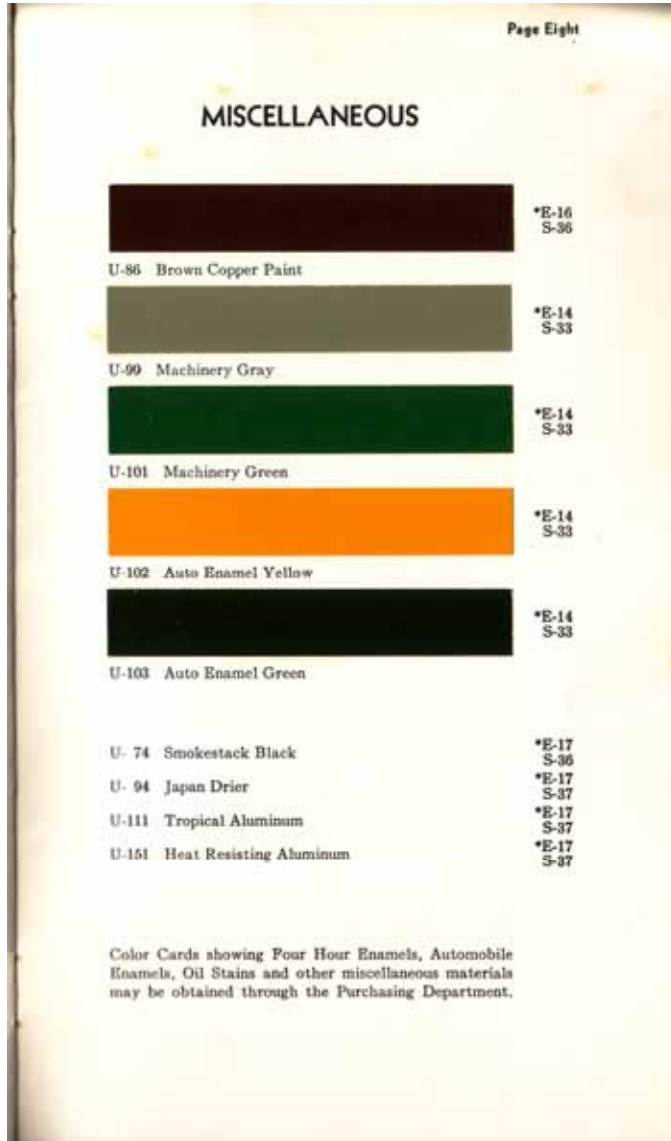 Page Eight
MISCELLANEOUS
*E-16
S-36
U-86 Brown Copper Paint
*E-14
S-33
U-99 Machinery Gray
*E-14
S-33
U-101 Machinery Green
*E-14
S-33
U-102 Auto Enamel Yellow
*E-14
S-33
U-103 Auto Enamel Green
U- 74 Smokestack Black *E-17
S-36
U- 94 Japan Drier *E-17
S-37
U-111 Tropical Aluminum *E-17
S-37
U-151 Heat Resisting Aluminum *E-17
S-37
Color Cards showing Four Hour Enamels, Automobile
Enamels, Oil Stains and other miscellaneous materials
may be obtained through the Purchasing Department.